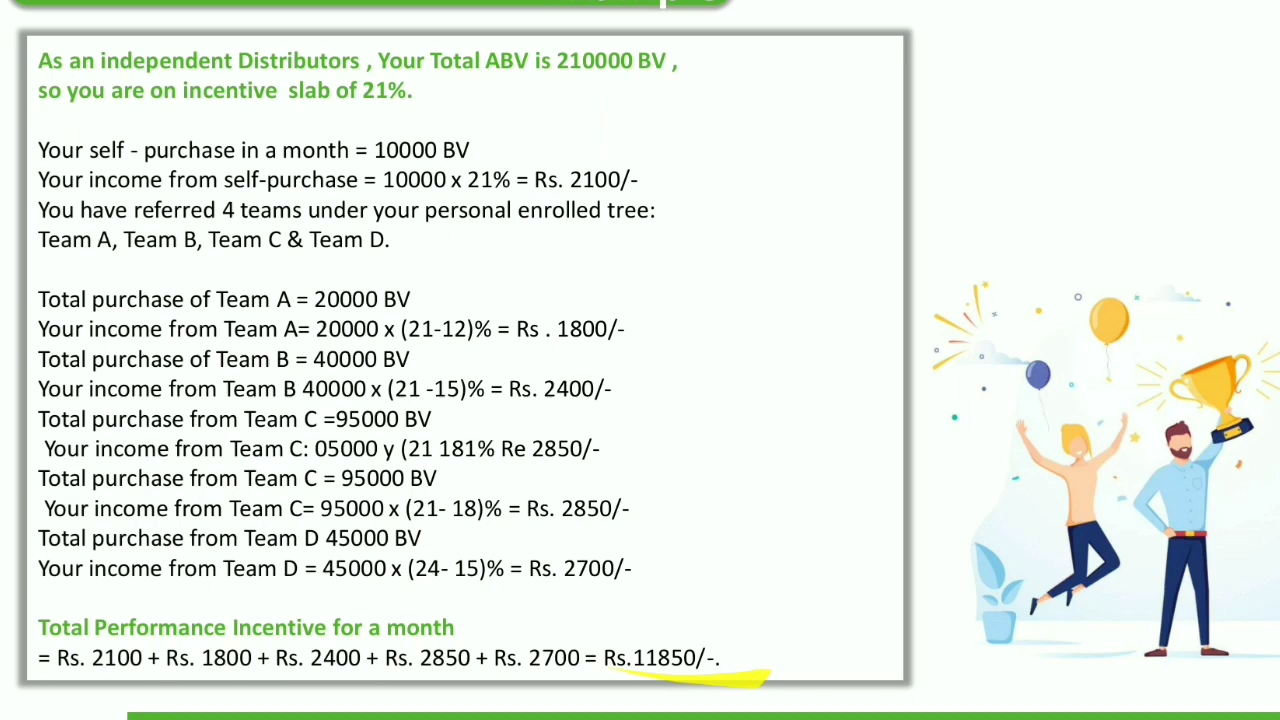 As an independent Distributors , Your Total ABV is 210000 BV ,
so you are on incentive slab of 21%.
Your self - purchase in a month = 10000 BV
Your income from self-purchase = 10000 x 21% = Rs. 2100/-
You have referred 4 teams under your personal enrolled tree:
Team A, Team B, Team C & Team D.
Total purchase of Team A = 20000 BV
Your income from Team A= 20000 x (21-12)% = Rs . 1800/-
Total purchase of Team B = 40000 BV
Your income from Team B 40000 x (21 -15)% = Rs. 2400/-
Total purchase from Team C =95000 BV
Your income from Team C: 05000 y (21 181% Re 2850/-
Total purchase from Team C = 95000 BV
Your income from Team C= 95000 x (21- 18)% = Rs. 2850/-
Total purchase from Team D 45000 BV
Your income from Team D = 45000 x (24- 15)% = Rs. 2700/-
Total Performance Incentive for a month
= Rs. 2100 + Rs. 1800 + Rs. 2400 + Rs. 2850 + Rs. 2700 = Rs.11850/-.